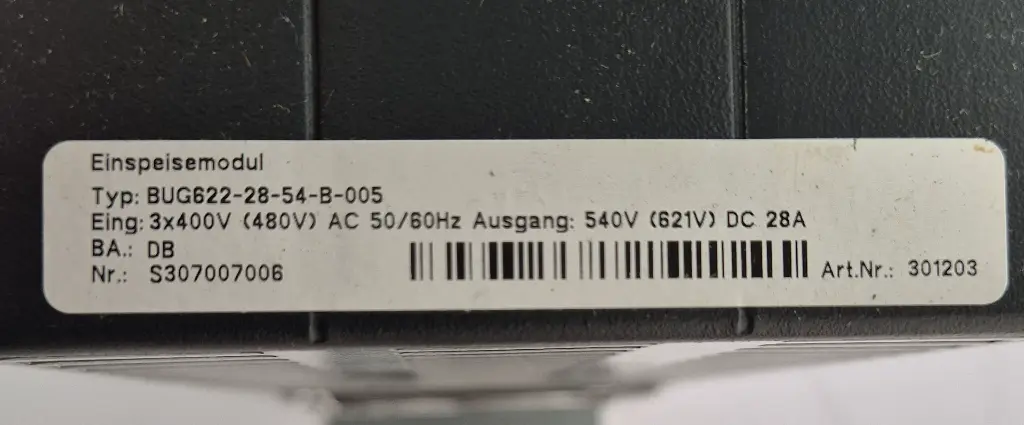 Einspeisemodul
Typ: BUG622-28-54-B-005
Eing: 3x400V (480V) AC 50/60Hz Ausgang: 540V (621V) DC 28A
BA.: DB
Nr.: S307007006 Art.Nr.: 301203